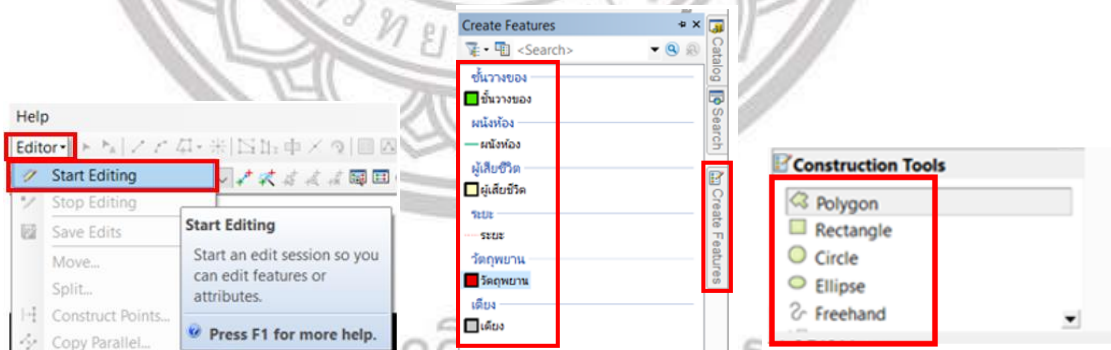 Help
Editor
Start Editing
Stop Editing
Save Edits
Move...
Split...
Construct Points...
Copy Parallel...
Start Editing
Start an edit session so you
can edit features or
attributes.
Press F1 for more help.
Create Features
<Search>
ชั้นวางของ
ชั้นวางของ
ผนังห้อง
ผนังห้อง
ผู้เสียชีวิต
ผู้เสียชีวิต
ระยะ
ระยะ
วัตถุพยาน
วัตถุพยาน
เตียง
เตียง
Catalog
Search
Create Features
Construction Tools
Polygon
Rectangle
Circle
Ellipse
Freehand